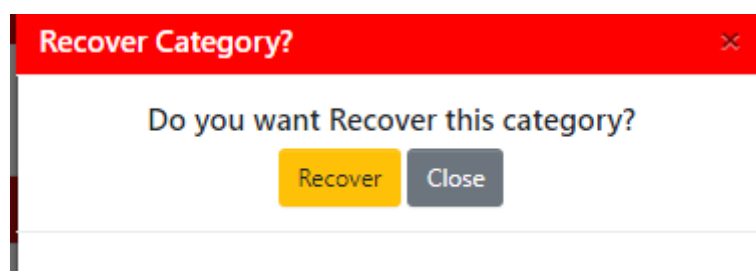 Recover Category?
×
Do you want Recover this category?
Recover
Close